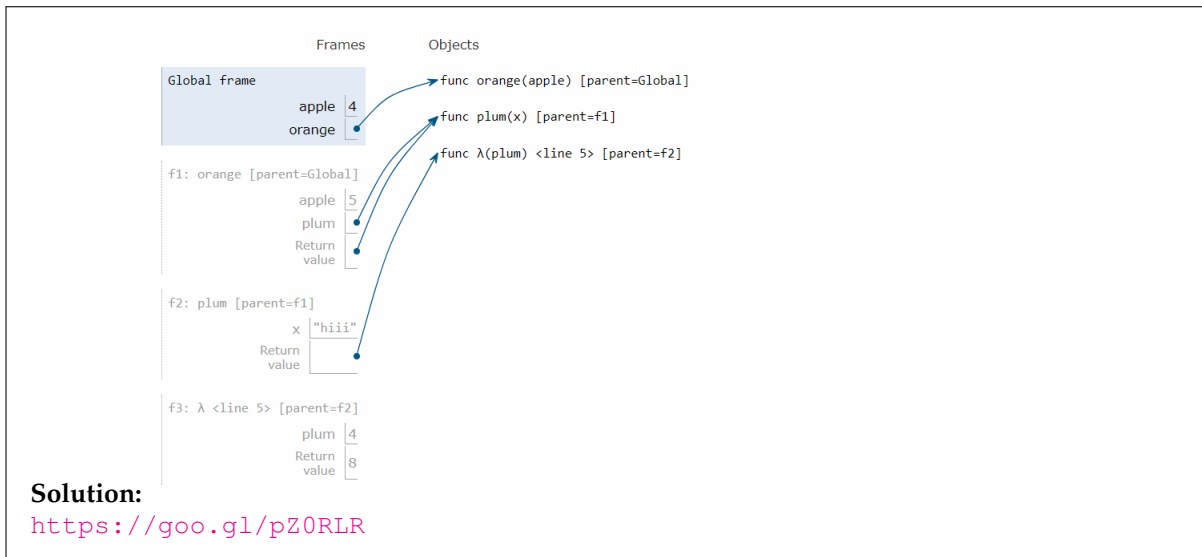 Frames Objects
Global frame func orange(apple) [parent=Global]
apple 4 func plum(x) [parent=f1]
orange
func λ(plum) <line 5> [parent=f2]
f1: orange [parent=Global]
apple 5
plum
Return
value
f2: plum [parent=f1]
x "hiii"
Return
value
f3: λ <line 5> [parent=f2]
plum 4
Return
value 8
Solution:
https://goo.gl/pZ0RLR